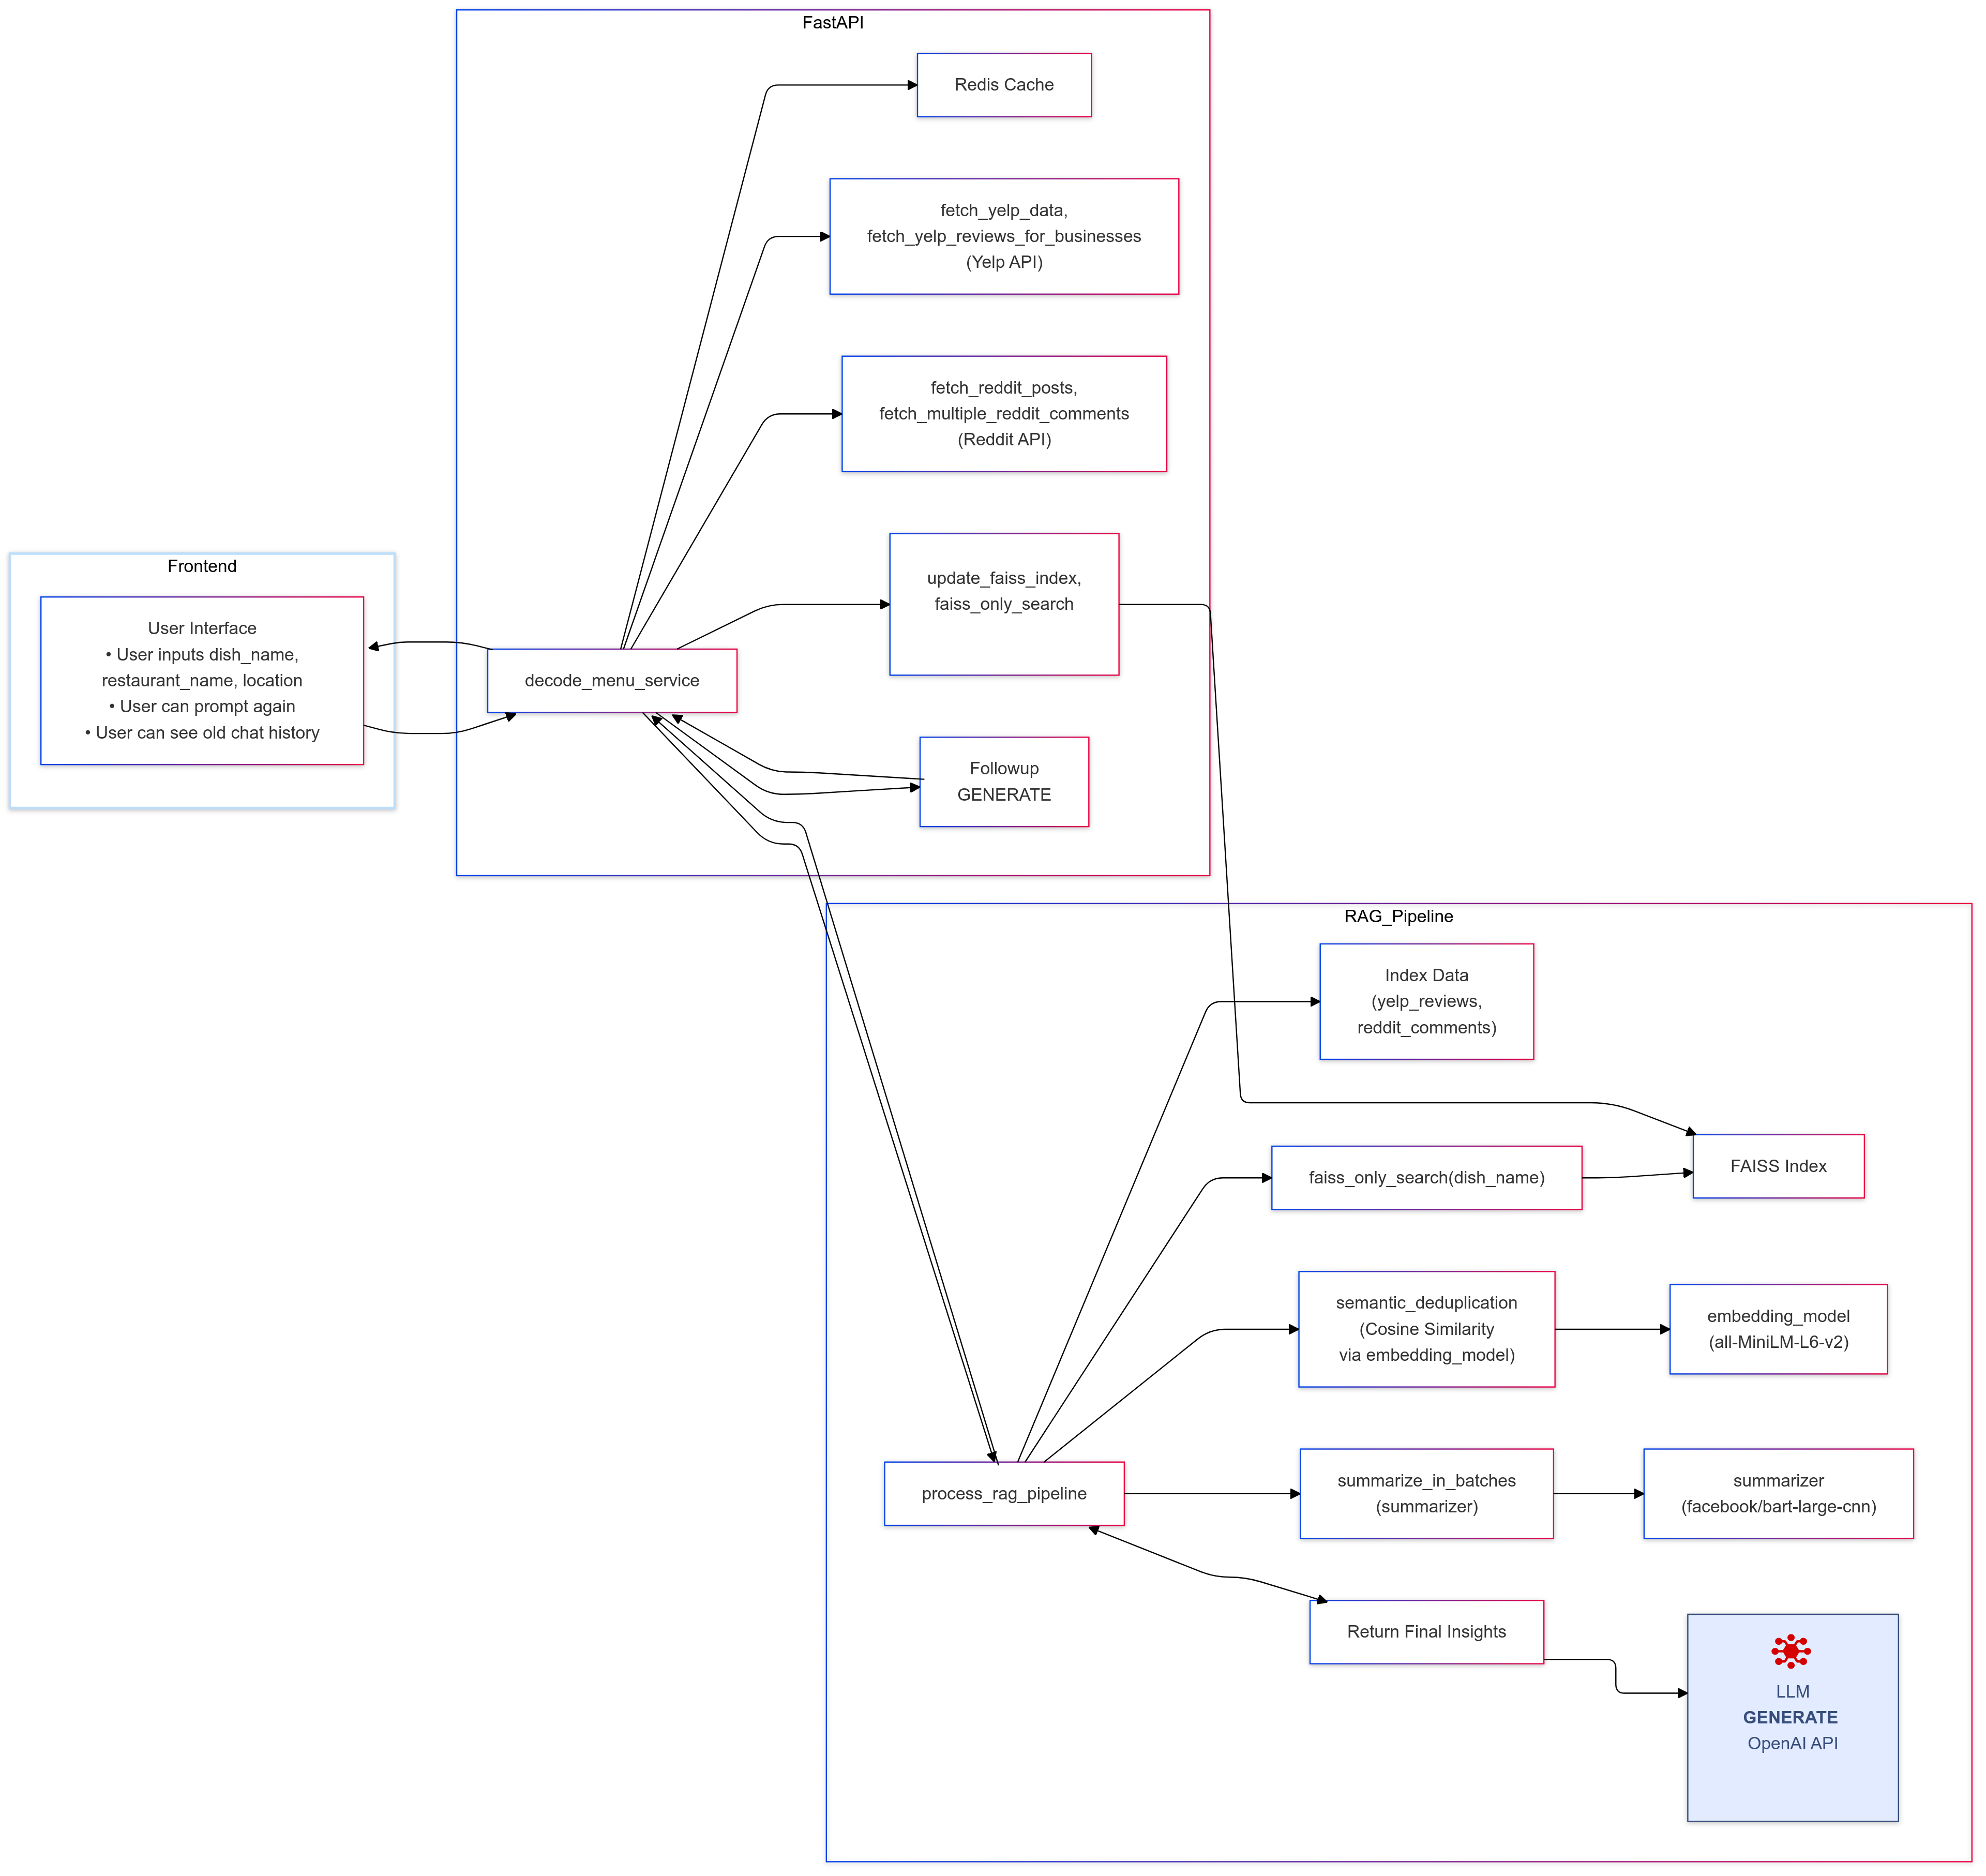 FastAPI
Redis Cache
fetch_yelp_data,
fetch_yelp_reviews_for_businesses
(Yelp API)
fetch_reddit_posts,
fetch_multiple_reddit_comments
(Reddit API)
update_faiss_index,
faiss_only_search
Frontend
User Interface
• User inputs dish_name,
restaurant_name, location
• User can prompt again
• User can see old chat history
decode_menu_service
Followup
GENERATE
RAG_Pipeline
Index Data
(yelp_reviews,
reddit_comments)
faiss_only_search(dish_name)
FAISS Index
semantic_deduplication
(Cosine Similarity
via embedding_model)
embedding_model
(all-MiniLM-L6-v2)
process_rag_pipeline
summarize_in_batches
(summarizer)
summarizer
(facebook/bart-large-cnn)
Return Final Insights
LLM
GENERATE
OpenAI API